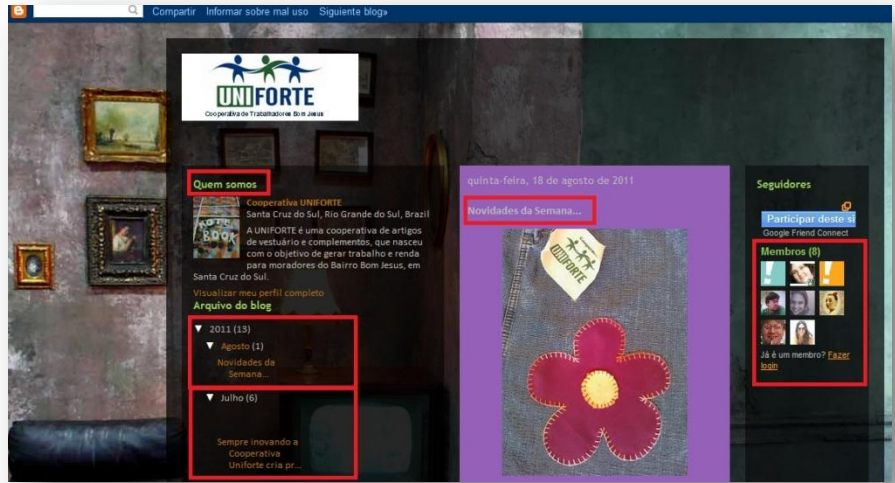 Compartir Informar sobre mal uso Siguiente blog»
UNIFORTE
Cooperativa de Trabalhadores Bom Jesus
Quem somos
NOTE
BOOK
Cooperativa UNIFORTE
Santa Cruz do Sul, Rio Grande do Sul, Brazil
A UNIFORTE é uma cooperativa de artigos
de vestuário e complementos, que nasceu
com o objetivo de gerar trabalho e renda
para moradores do Bairro Bom Jesus, em
Santa Cruz do Sul.
Visualizar meu perfil completo
Arquivo do blog
▼ 2011 (13)
▼ Agosto (1)
Novidades da
Semana...
▼ Julho (6)
Sempre inovando a
Cooperativa
Uniforte cria pr...
quinta-feira, 18 de agosto de 2011
Novidades da Semana...
UNIFORTE
Seguidores
Participar deste si
Google Friend Connect
Membros (8)
Já é um membro? Fazer
login